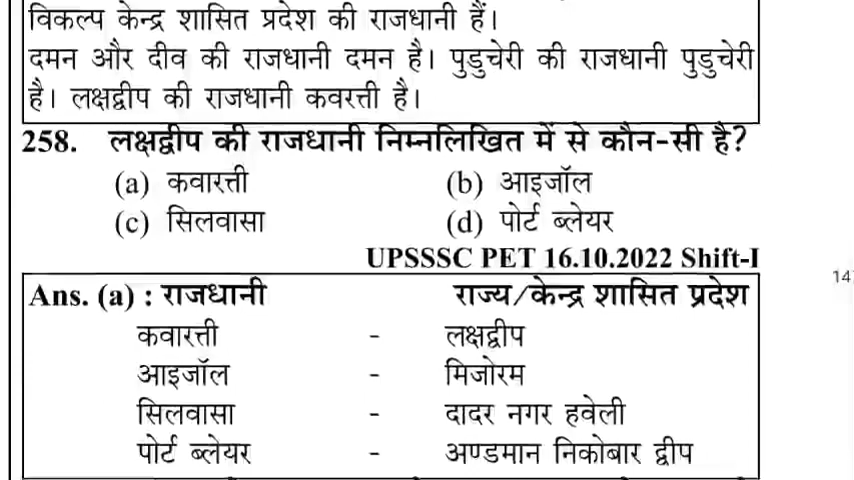 विकल्प केन्द्र शासित प्रदेश की राजधानी हैं।
दमन और दीव की राजधानी दमन है। पुडुचेरी की राजधानी पुडुचेरी
है। लक्षद्वीप की राजधानी कवरत्ती है।
258. लक्षद्वीप की राजधानी निम्नलिखित में से कौन-सी है?
(a) कवारत्ती (b) आइजॉल
(c) सिलवासा (d) पोर्ट ब्लेयर
UPSSSC PET 16.10.2022 Shift-I
Ans. (a) : राजधानी राज्य/केन्द्र शासित प्रदेश
कवारत्ती - लक्षद्वीप
आइजॉल - मिजोरम
सिलवासा - दादर नगर हवेली
पोर्ट ब्लेयर - अण्डमान निकोबार द्वीप
14